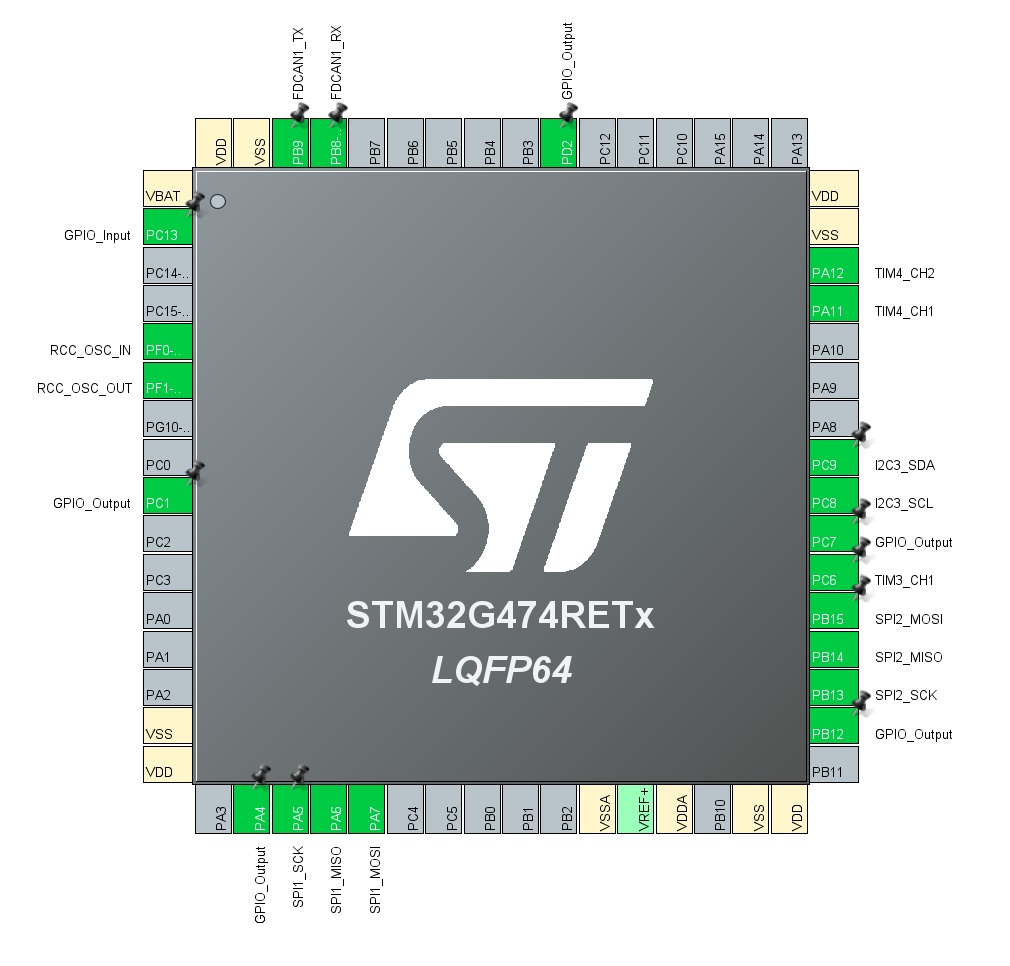 FDCAN1_TX
FDCAN1_RX
GPIO_Output
VDD
VSS
PB9
PB8-..
PB7
PB6
PB5
PB4
PB3
PD2
PC12
PC11
PC10
PA15
PA14
PA13
VBAT
GPIO_Input PC13
PC14-..
PC15-..
RCC_OSC_IN PF0-..
RCC_OSC_OUT PF1-..
PG10-..
PC0
GPIO_Output PC1
PC2
PC3
PA0
PA1
PA2
VSS
VDD
ST
STM32G474RETx
LQFP64
VDD
VSS
PA12 TIM4_CH2
PA11 TIM4_CH1
PA10
PA9
PA8
PC9 I2C3_SDA
PC8 I2C3_SCL
PC7 GPIO_Output
PC6 TIM3_CH1
PB15 SPI2_MOSI
PB14 SPI2_MISO
PB13 SPI2_SCK
PB12 GPIO_Output
PB11
PA3
PA4
PA5
PA6
PA7
PC4
PC5
PB0
PB1
PB2
VSSA
VREF+
VDDA
PB10
VSS
VDD
GPIO_Output
SPI1_SCK
SPI1_MISO
SPI1_MOSI